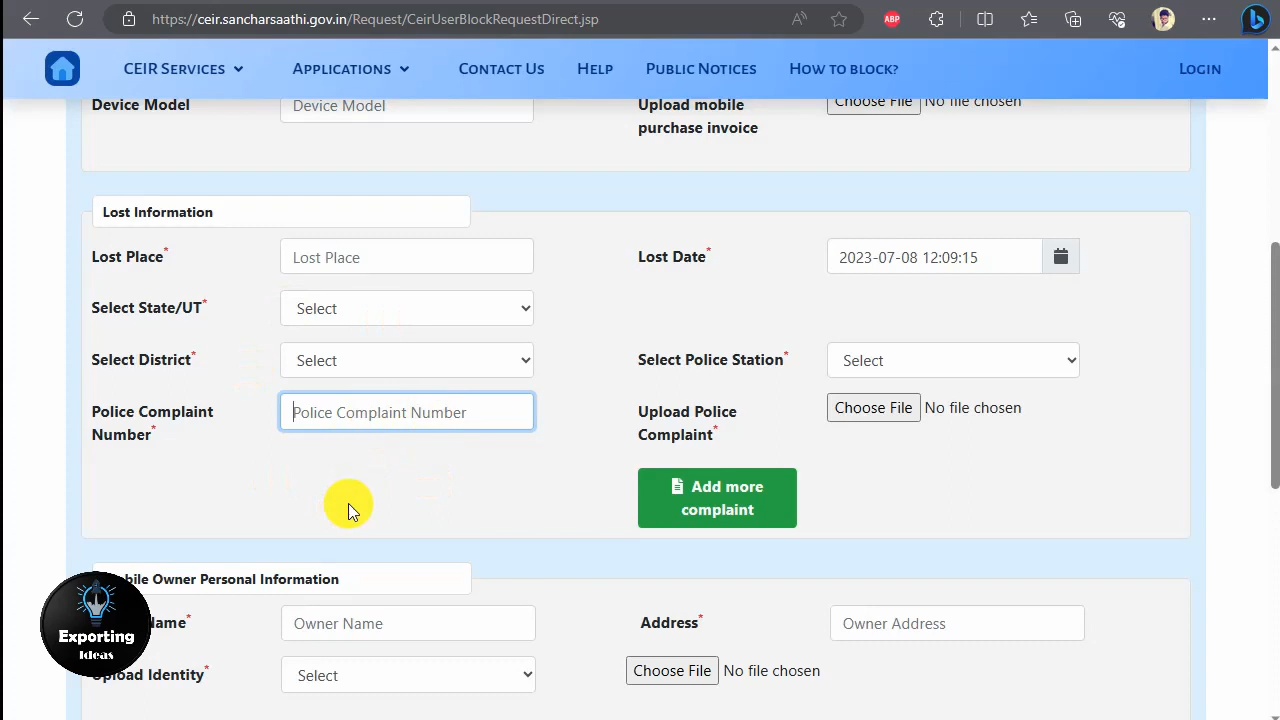 https://ceir.sancharsaathi.gov.in/Request/CeirUserBlockRequestDirect.jsp
ABP
CEIR Services
Applications
Contact Us
Help
Public Notices
How to block?
Login
Device Model
Device Model
Upload mobile purchase invoice
Choose File No file chosen
Lost Information
Lost Place*
Lost Place
Lost Date*
2023-07-08 12:09:15
Select State/UT*
Select
Select District*
Select
Select Police Station*
Select
Police Complaint Number*
Police Complaint Number
Upload Police Complaint*
Choose File No file chosen
Add more complaint
bile Owner Personal Information
Name*
Owner Name
Address*
Owner Address
pload Identity*
Select
Choose File No file chosen
Exporting
Ideas